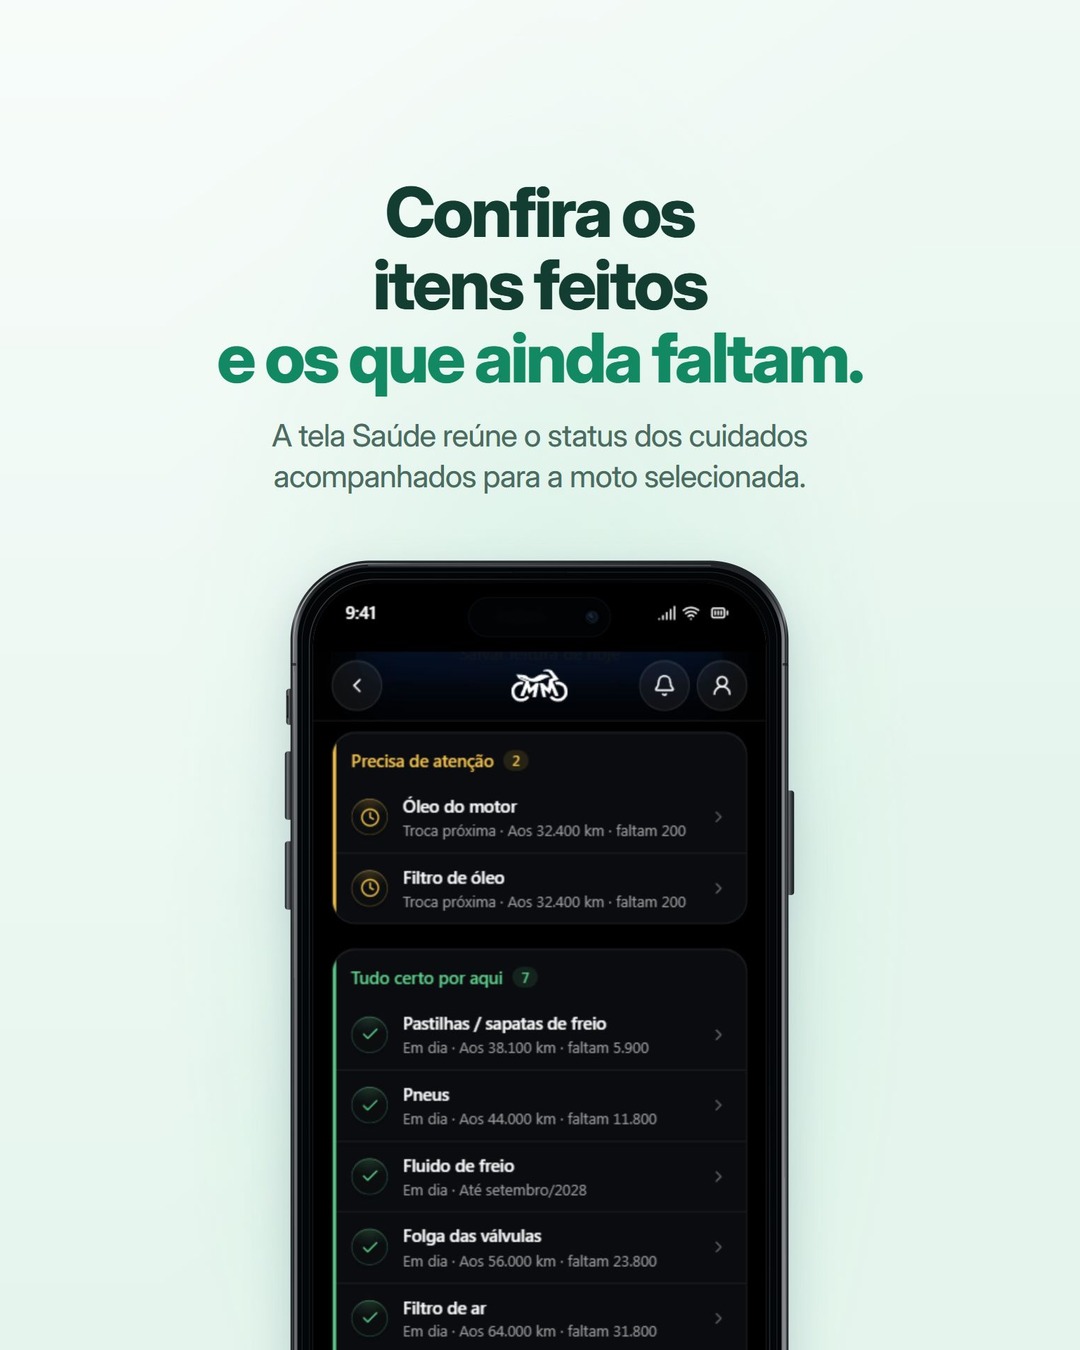 Confira os
itens feitos
e os que ainda faltam.
A tela Saúde reúne o status dos cuidados
acompanhados para a moto selecionada.
9:41
MM
Precisa de atenção 2
Óleo do motor
Troca próxima · Aos 32.400 km · faltam 200
Filtro de óleo
Troca próxima · Aos 32.400 km · faltam 200
Tudo certo por aqui 7
Pastilhas / sapatas de freio
Em dia · Aos 38.100 km · faltam 5.900
Pneus
Em dia · Aos 44.000 km · faltam 11.800
Fluido de freio
Em dia · Até setembro/2028
Folga das válvulas
Em dia · Aos 56.000 km · faltam 23.800
Filtro de ar
Em dia · Aos 64.000 km · faltam 31.800